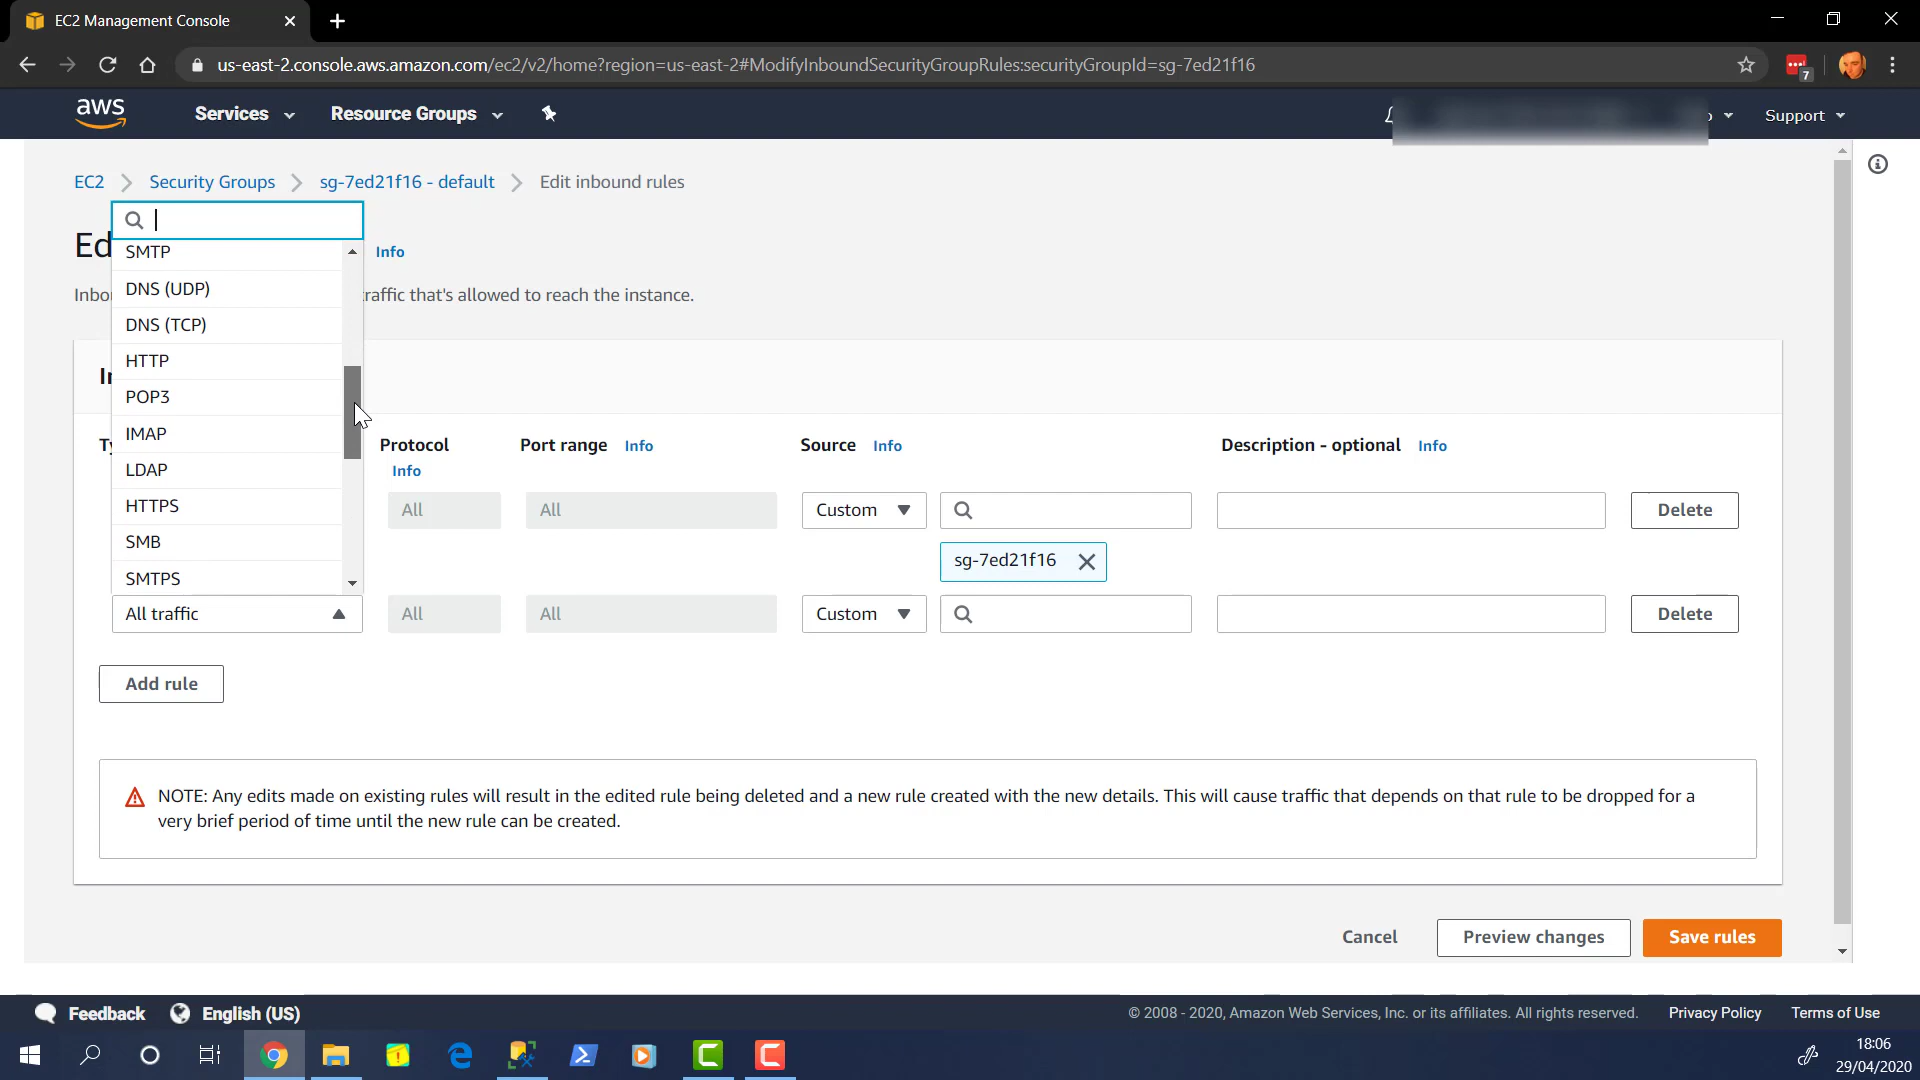 EC2 Management Console
us-east-2.console.aws.amazon.com/ec2/v2/home?region=us-east-2#ModifyInboundSecurityGroupRules:securityGroupId=sg-7ed21f16
7
aws
Services
Resource Groups
Support
EC2
Security Groups
sg-7ed21f16 - default
Edit inbound rules
Ed
Info
SMTP
Inbo
raffic that's allowed to reach the instance.
DNS (UDP)
DNS (TCP)
HTTP
POP3
IMAP
LDAP
HTTPS
SMB
SMTPS
Protocol
Info
Port range
Info
Source
Info
Description - optional
Info
All
All
Custom
Delete
sg-7ed21f16
All traffic
All
All
Custom
Delete
Add rule
NOTE: Any edits made on existing rules will result in the edited rule being deleted and a new rule created with the new details. This will cause traffic that depends on that rule to be dropped for a
very brief period of time until the new rule can be created.
Cancel
Preview changes
Save rules
Feedback
English (US)
© 2008 - 2020, Amazon Web Services, Inc. or its affiliates. All rights reserved.
Privacy Policy
Terms of Use
18:06
29/04/2020